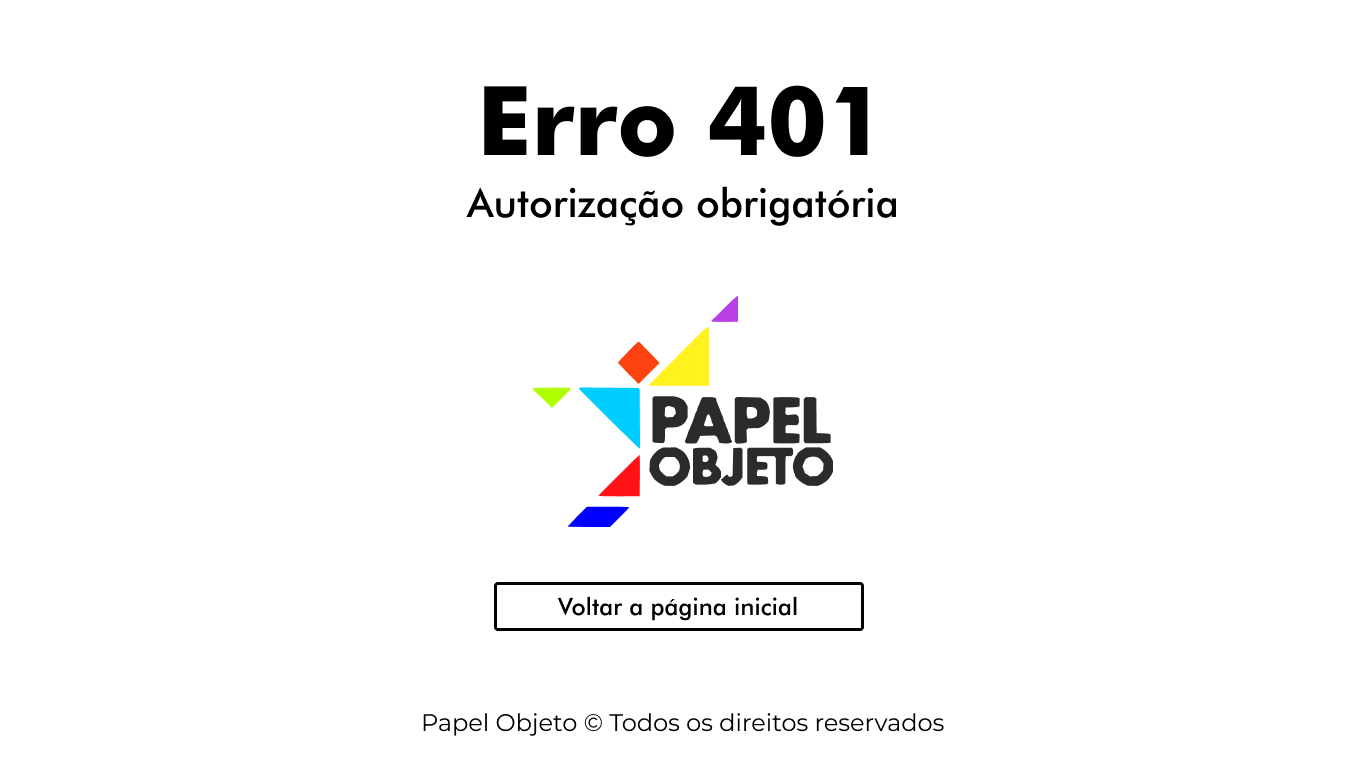 Erro 401
Autorização obrigatória
PAPEL
OBJETO
Voltar a página inicial
Papel Objeto © Todos os direitos reservados